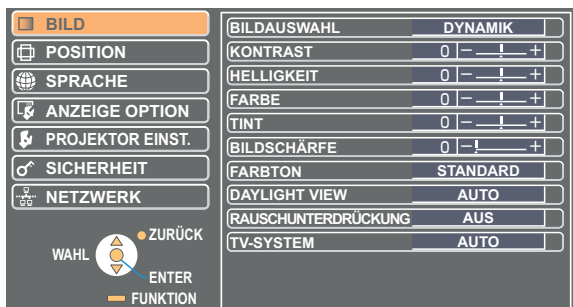 BILD
POSITION
SPRACHE
ANZEIGE OPTION
PROJEKTOR EINST.
SICHERHEIT
NETZWERK
ZURÜCK
WAHL
ENTER
FUNKTION
BILDAUSWAHL DYNAMIK
KONTRAST 0 − +
HELLIGKEIT 0 − +
FARBE 0 − +
TINT 0 − +
BILDSCHÄRFE 0 − +
FARBTON STANDARD
DAYLIGHT VIEW AUTO
RAUSCHUNTERDRÜCKUNG AUS
TV-SYSTEM AUTO